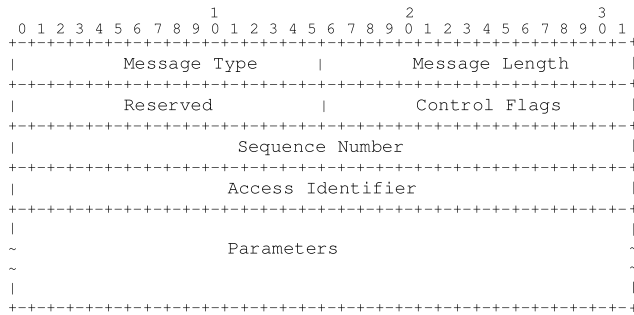 1                   2                   3
 0 1 2 3 4 5 6 7 8 9 0 1 2 3 4 5 6 7 8 9 0 1 2 3 4 5 6 7 8 9 0 1
+-+-+-+-+-+-+-+-+-+-+-+-+-+-+-+-+-+-+-+-+-+-+-+-+-+-+-+-+-+-+-+-+
|           Message Type        |         Message Length        |
+-+-+-+-+-+-+-+-+-+-+-+-+-+-+-+-+-+-+-+-+-+-+-+-+-+-+-+-+-+-+-+-+
|           Reserved            |         Control Flags         |
+-+-+-+-+-+-+-+-+-+-+-+-+-+-+-+-+-+-+-+-+-+-+-+-+-+-+-+-+-+-+-+-+
|                       Sequence Number                         |
+-+-+-+-+-+-+-+-+-+-+-+-+-+-+-+-+-+-+-+-+-+-+-+-+-+-+-+-+-+-+-+-+
|                      Access Identifier                        |
+-+-+-+-+-+-+-+-+-+-+-+-+-+-+-+-+-+-+-+-+-+-+-+-+-+-+-+-+-+-+-+-+
|                                                               |
~                      Parameters                               ~
~                                                               ~
|                                                               |
+-+-+-+-+-+-+-+-+-+-+-+-+-+-+-+-+-+-+-+-+-+-+-+-+-+-+-+-+-+-+-+-+